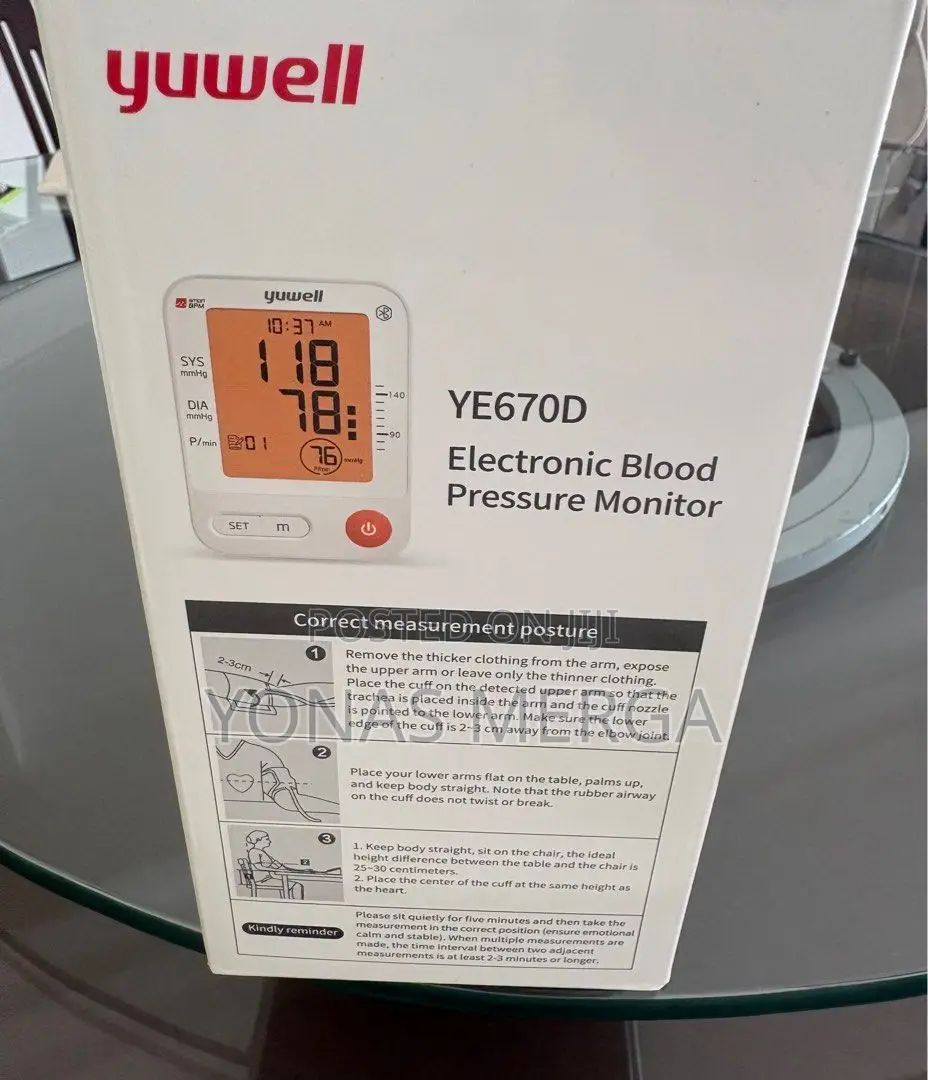 yuwell
smart
BPM
yuwell
10:37 AM
SYS
mmHg
118
DIA
mmHg
78
140
90
P/min
01
76
mmHg
P/min
SET m
YE670D
Electronic Blood
Pressure Monitor
POSTED ON JIJI
Correct measurement posture
1
2-3cm
Remove the thicker clothing from the arm, expose
the upper arm or leave only the thinner clothing.
Place the cuff on the detected upper arm so that the
trachea is placed inside the arm and the cuff nozzle
is pointed to the lower arm. Make sure the lower
edge of the cuff is 2~3 cm away from the elbow joint.
YONAS MERGA
2
Place your lower arms flat on the table, palms up,
and keep body straight. Note that the rubber airway
on the cuff does not twist or break.
3
2
1. Keep body straight, sit on the chair, the ideal
height difference between the table and the chair is
25~30 centimeters.
2. Place the center of the cuff at the same height as
the heart.
Kindly reminder
Please sit quietly for five minutes and then take the
measurement in the correct position (ensure emotional
calm and stable). When multiple measurements are
made, the time interval between two adjacent
measurements is at least 2-3 minutes or longer.